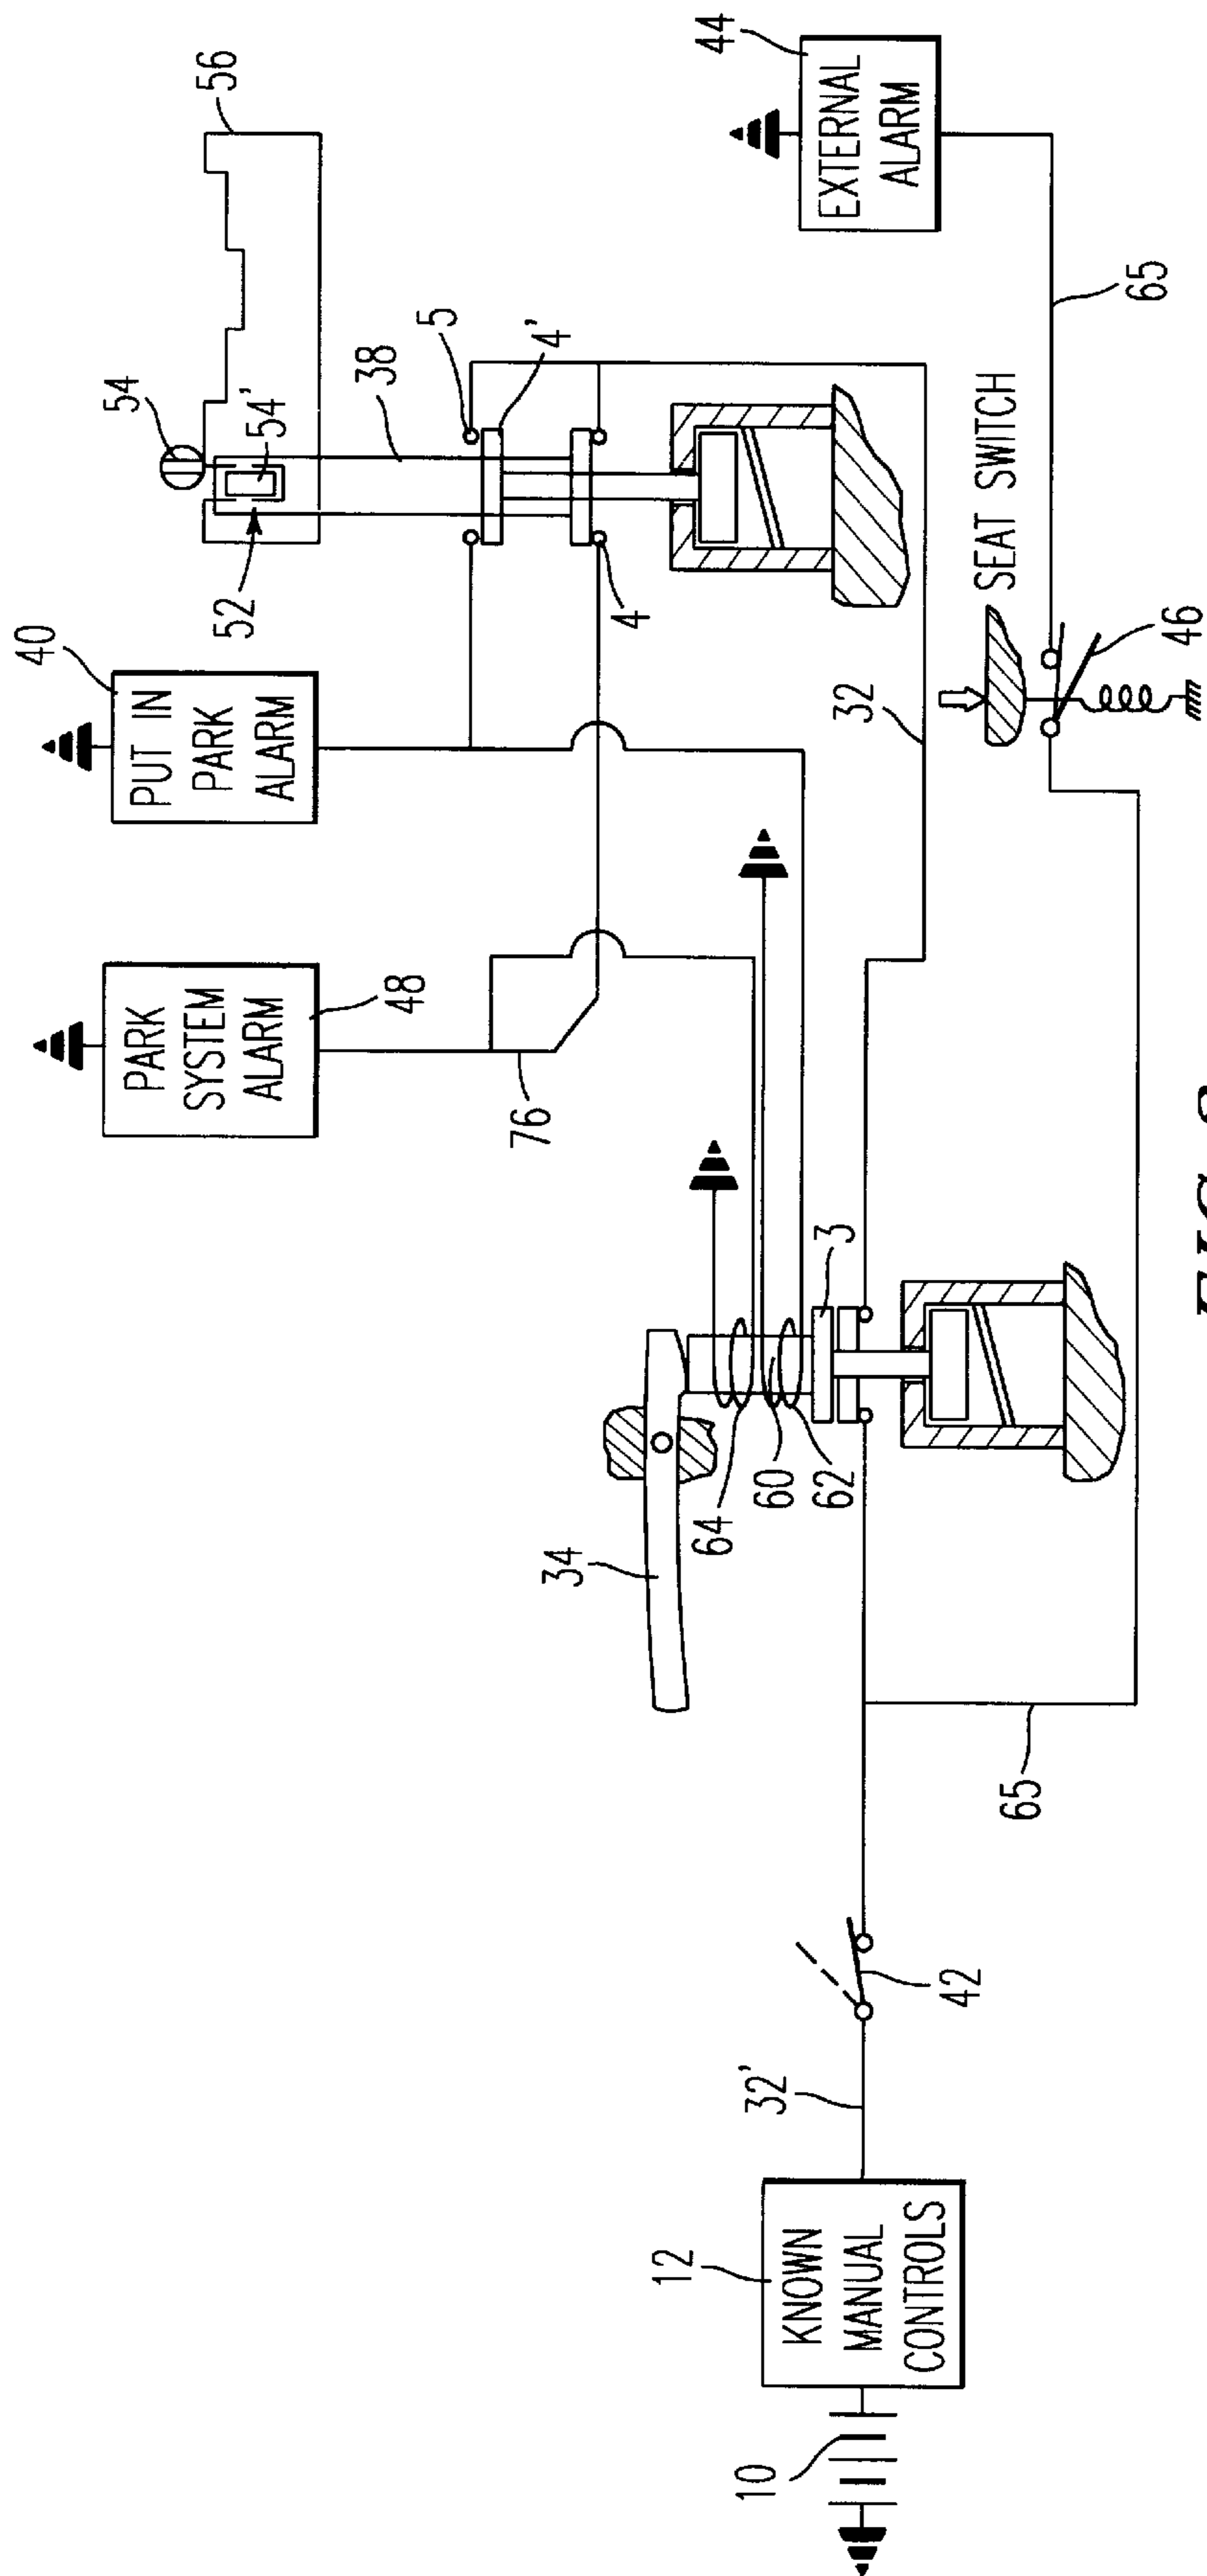 PARK
SYSTEM
ALARM
48
40
PUT IN
PARK
ALARM
54
56
52
54'
38
5
4'
4
76
34
64
60
62
3
44
EXTERNAL
ALARM
10
12
KNOWN
MANUAL
CONTROLS
32'
42
32
SEAT SWITCH
46
65
65
FIG.